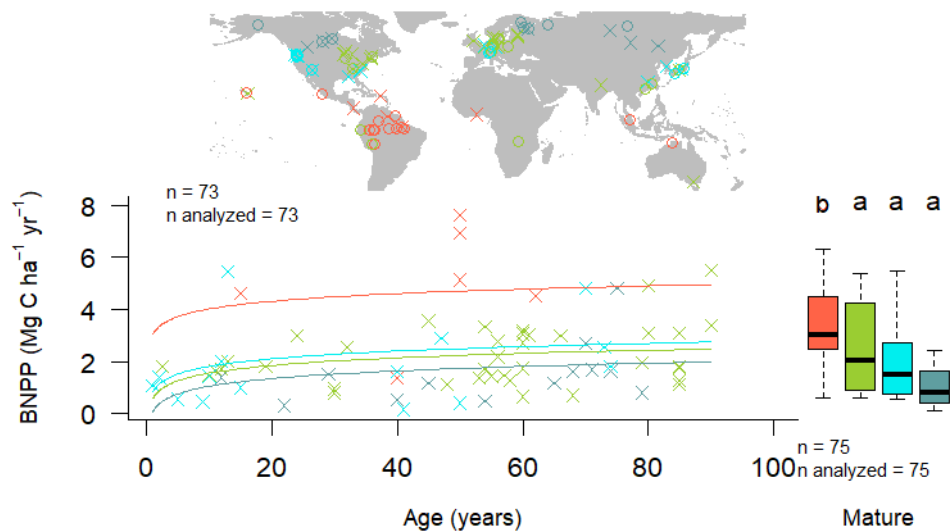 n = 73
n analyzed = 73
BNPP (Mg C ha⁻¹ yr⁻¹)
8
6
4
2
0
b a a a
0 20 40 60 80 100
n = 75
n analyzed = 75
Age (years)
Mature